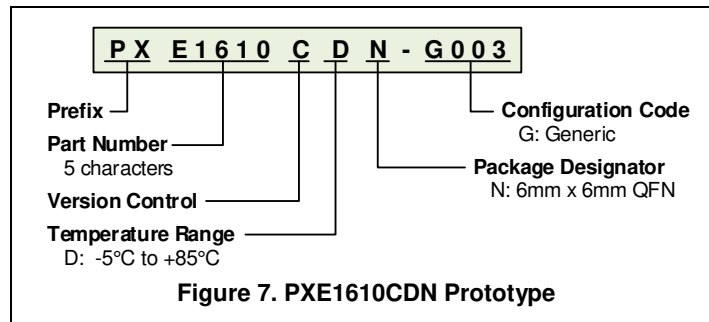 PX E1610 C D N - G003
Prefix
Configuration Code
G: Generic
Part Number
5 characters
Package Designator
N: 6mm x 6mm QFN
Version Control
Temperature Range
D: -5°C to +85°C
Figure 7. PXE1610CDN Prototype